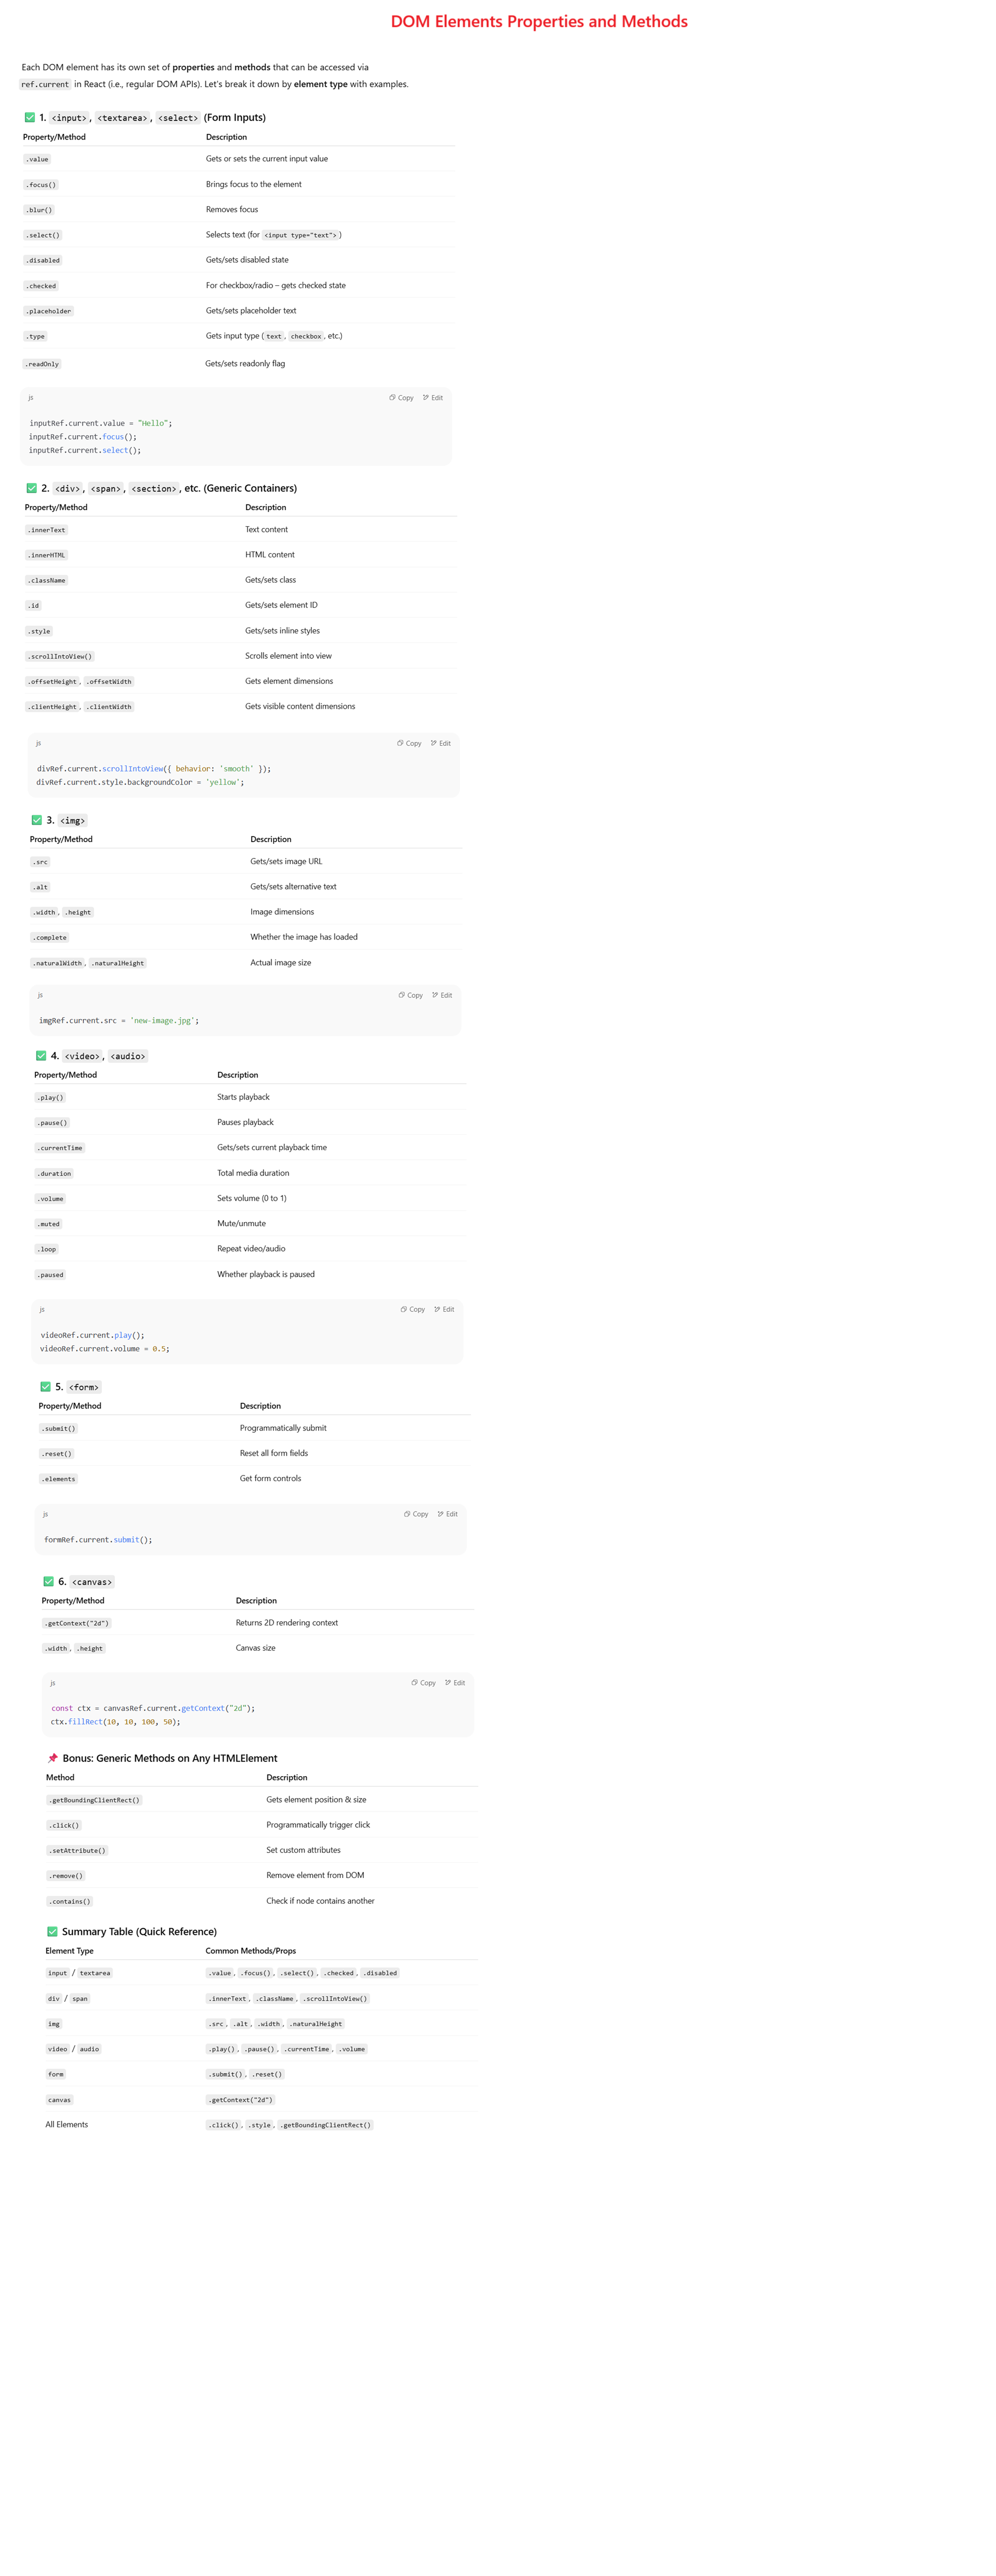 DOM Elements Properties and Methods
Each DOM element has its own set of properties and methods that can be accessed via
ref.current in React (i.e., regular DOM APIs). Let's break it down by element type with examples.
✅ 1. <input>, <textarea>, <select> (Form Inputs)
Property/Method Description
.value Gets or sets the current input value
.focus() Brings focus to the element
.blur() Removes focus
.select() Selects text (for <input type="text">)
.disabled Gets/sets disabled state
.checked For checkbox/radio – gets checked state
.placeholder Gets/sets placeholder text
.type Gets input type (text, checkbox, etc.)
.readOnly Gets/sets readonly flag
js Copy Edit
inputRef.current.value = "Hello";
inputRef.current.focus();
inputRef.current.select();
✅ 2. <div>, <span>, <section>, etc. (Generic Containers)
Property/Method Description
.innerText Text content
.innerHTML HTML content
.className Gets/sets class
.id Gets/sets element ID
.style Gets/sets inline styles
.scrollIntoView() Scrolls element into view
.offsetHeight, .offsetWidth Gets element dimensions
.clientHeight, .clientWidth Gets visible content dimensions
js Copy Edit
divRef.current.scrollIntoView({ behavior: 'smooth' });
divRef.current.style.backgroundColor = 'yellow';
✅ 3. <img>
Property/Method Description
.src Gets/sets image URL
.alt Gets/sets alternative text
.width, .height Image dimensions
.complete Whether the image has loaded
.naturalWidth, .naturalHeight Actual image size
js Copy Edit
imgRef.current.src = 'new-image.jpg';
✅ 4. <video>, <audio>
Property/Method Description
.play() Starts playback
.pause() Pauses playback
.currentTime Gets/sets current playback time
.duration Total media duration
.volume Sets volume (0 to 1)
.muted Mute/unmute
.loop Repeat video/audio
.paused Whether playback is paused
js Copy Edit
videoRef.current.play();
videoRef.current.volume = 0.5;
✅ 5. <form>
Property/Method Description
.submit() Programmatically submit
.reset() Reset all form fields
.elements Get form controls
js Copy Edit
formRef.current.submit();
✅ 6. <canvas>
Property/Method Description
.getContext("2d") Returns 2D rendering context
.width, .height Canvas size
js Copy Edit
const ctx = canvasRef.current.getContext("2d");
ctx.fillRect(10, 10, 100, 50);
📌 Bonus: Generic Methods on Any HTMLElement
Method Description
.getBoundingClientRect() Gets element position & size
.click() Programmatically trigger click
.setAttribute() Set custom attributes
.remove() Remove element from DOM
.contains() Check if node contains another
✅ Summary Table (Quick Reference)
Element Type Common Methods/Props
input / textarea .value, .focus(), .select(), .checked, .disabled
div / span .innerText, .className, .scrollIntoView()
img .src, .alt, .width, .naturalHeight
video / audio .play(), .pause(), .currentTime, .volume
form .submit(), .reset()
canvas .getContext("2d")
All Elements .click(), .style, .getBoundingClientRect()